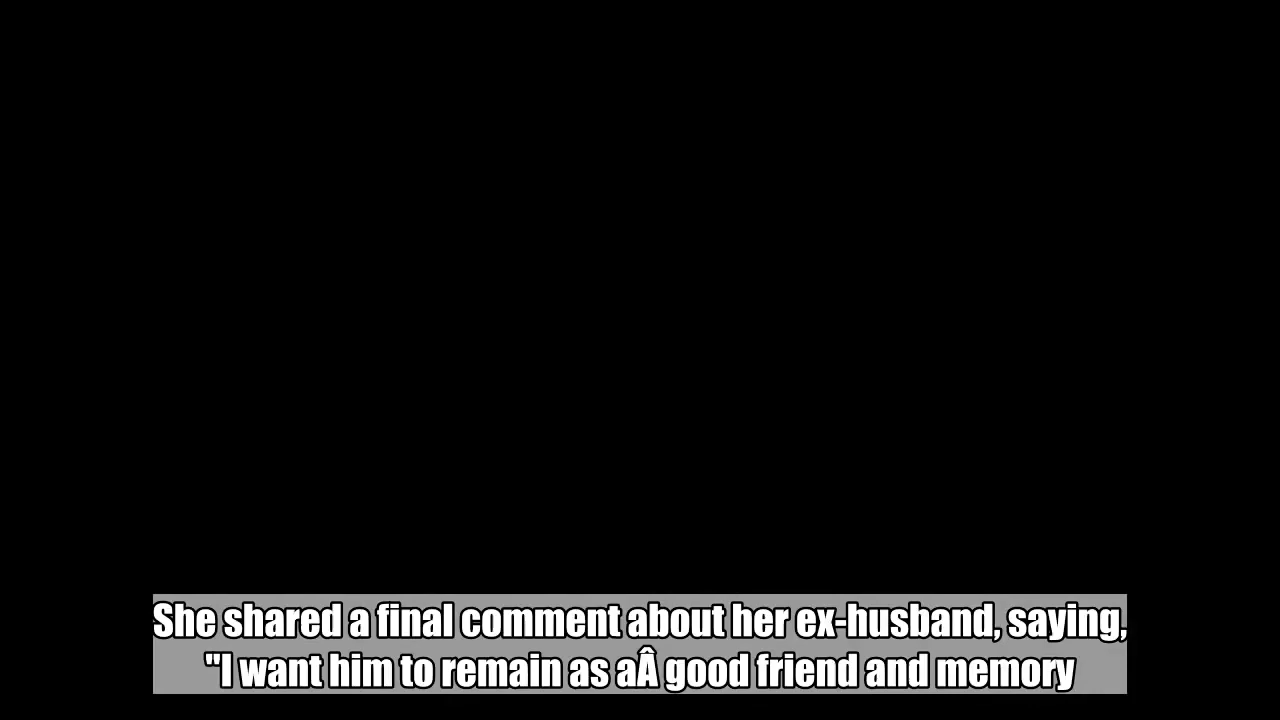 She shared a final comment about her ex-husband, saying,
"I want him to remain as aÂ good friend and memory